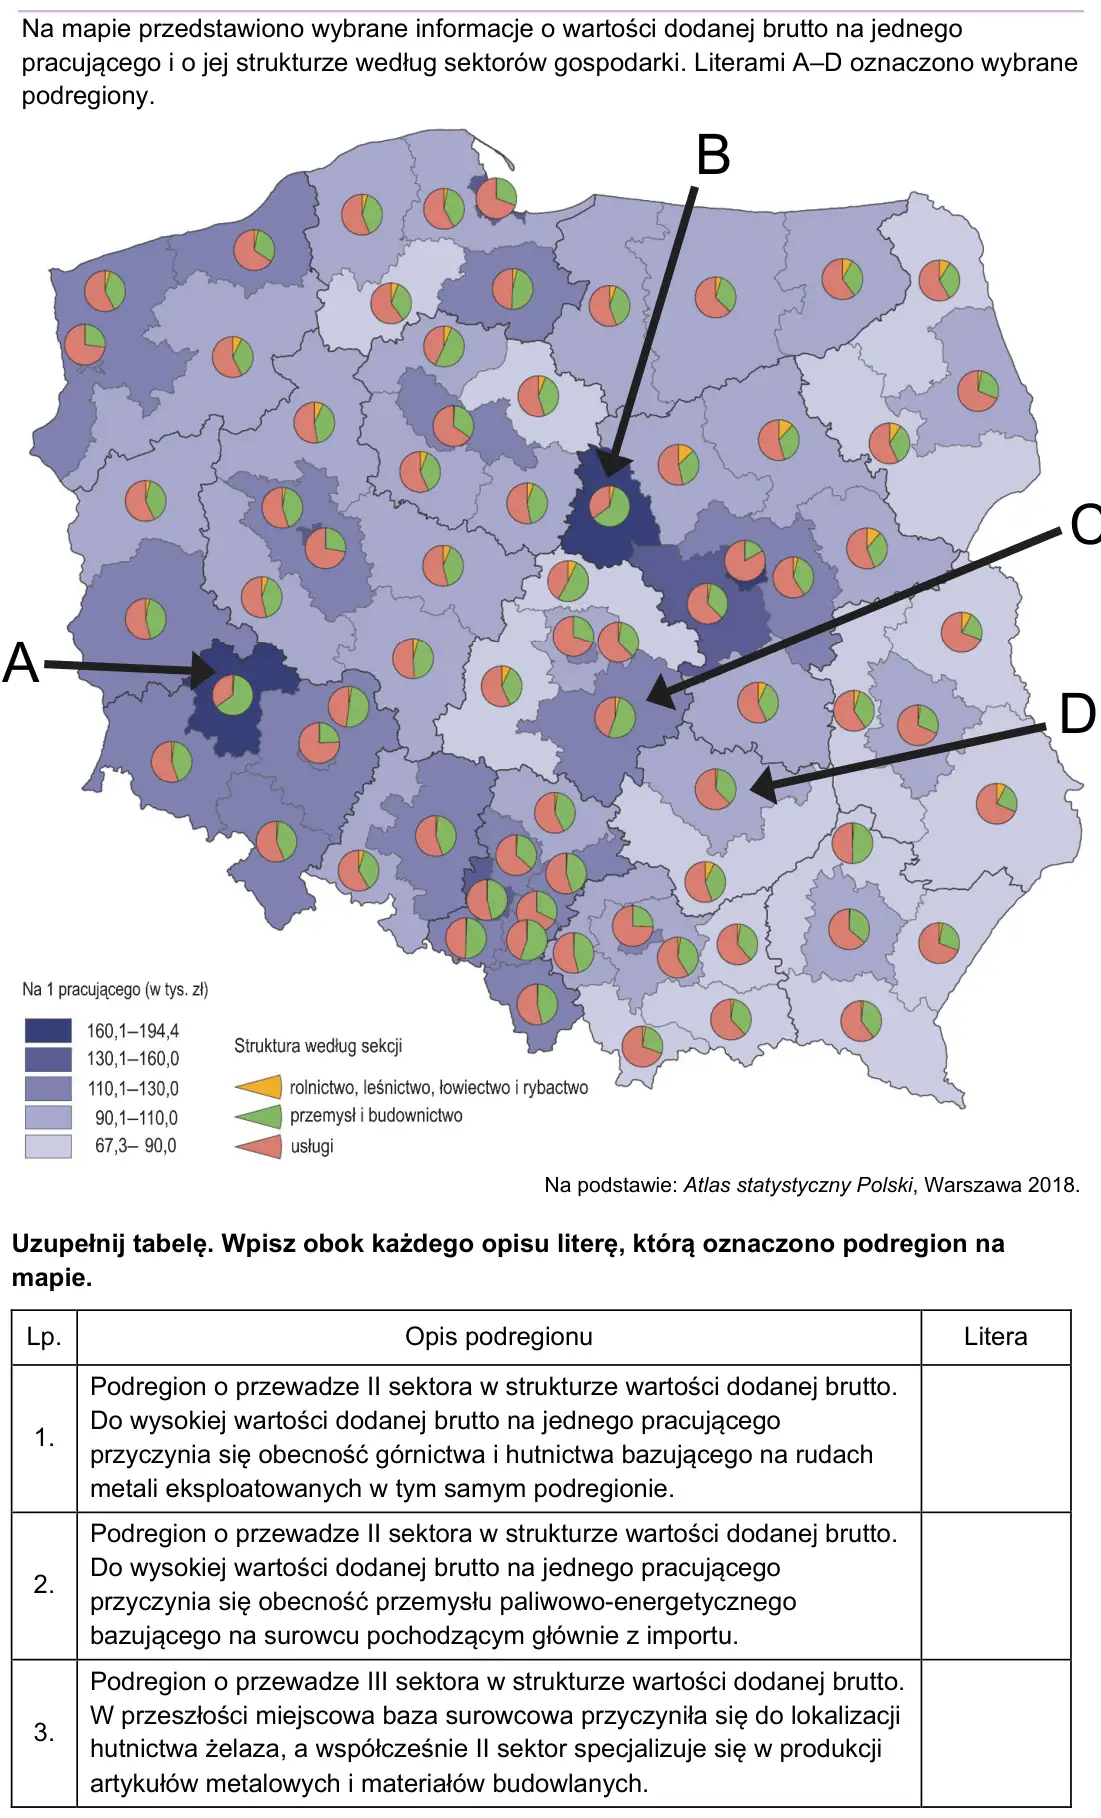 Na mapie przedstawiono wybrane informacje o wartości dodanej brutto na jednego
pracującego i o jej strukturze według sektorów gospodarki. Literami A–D oznaczono wybrane
podregiony.
B
C
A
D
Na 1 pracującego (w tys. zł)
160,1–194,4
130,1–160,0
110,1–130,0
90,1–110,0
67,3– 90,0
Struktura według sekcji
rolnictwo, leśnictwo, łowiectwo i rybactwo
przemysł i budownictwo
usługi
Na podstawie: Atlas statystyczny Polski, Warszawa 2018.
Uzupełnij tabelę. Wpisz obok każdego opisu literę, którą oznaczono podregion na
mapie.
Lp. Opis podregionu Litera
1.
Podregion o przewadze II sektora w strukturze wartości dodanej brutto.
Do wysokiej wartości dodanej brutto na jednego pracującego
przyczynia się obecność górnictwa i hutnictwa bazującego na rudach
metali eksploatowanych w tym samym podregionie.
2.
Podregion o przewadze II sektora w strukturze wartości dodanej brutto.
Do wysokiej wartości dodanej brutto na jednego pracującego
przyczynia się obecność przemysłu paliwowo-energetycznego
bazującego na surowcu pochodzącym głównie z importu.
3.
Podregion o przewadze III sektora w strukturze wartości dodanej brutto.
W przeszłości miejscowa baza surowcowa przyczyniła się do lokalizacji
hutnictwa żelaza, a współcześnie II sektor specjalizuje się w produkcji
artykułów metalowych i materiałów budowlanych.